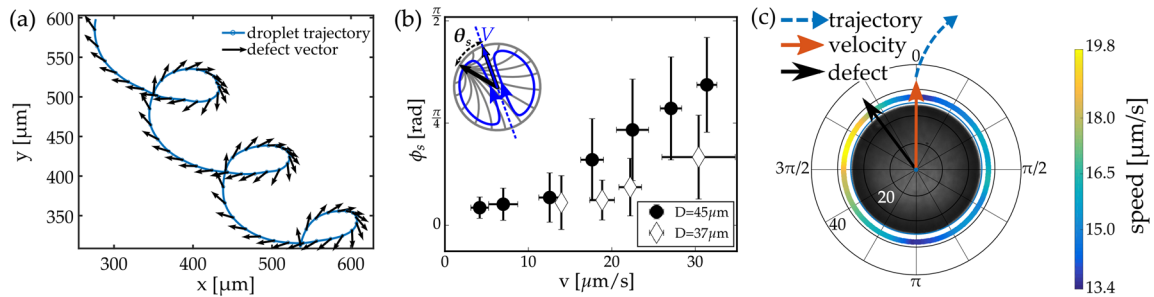 (a)
droplet trajectory
defect vector
600
550
500
450
400
350
y [µm]
300
400
500
600
x [µm]
(b)
π
2
π
4
0
ϕs [rad]
θs
V
D=45µm
D=37µm
0
10
20
30
v [µm/s]
(c)
trajectory
velocity
defect
0
π/2
π
3π/2
20
40
19.8
18.0
16.5
15.0
13.4
speed [µm/s]